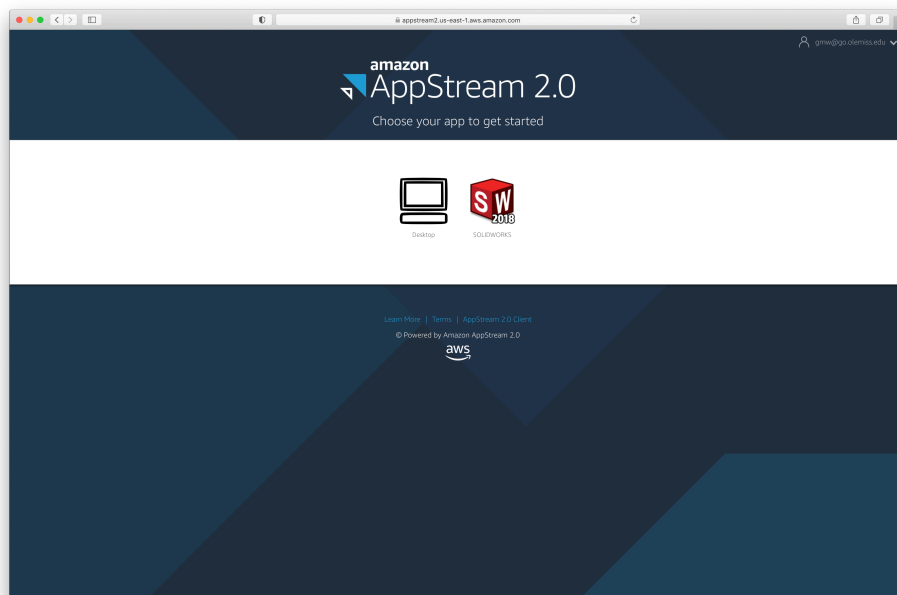 appstream2.us-east-1.aws.amazon.com
gmw@go.olemiss.edu
amazon
AppStream 2.0
Choose your app to get started
SW
2018
Desktop
SOLIDWORKS
Learn More | Terms | AppStream 2.0 Client
© Powered by Amazon AppStream 2.0
aws